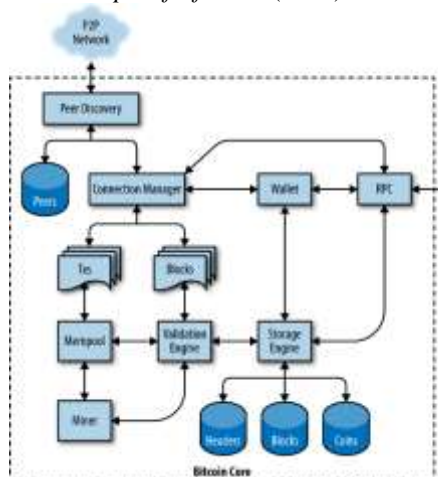 P2P
Network
Peer Discovery
Peers
Connection Manager
Wallet
RPC
Txs
Blocks
Mempool
Validation
Engine
Storage
Engine
Miner
Headers
Blocks
Coins
Bitcoin Core